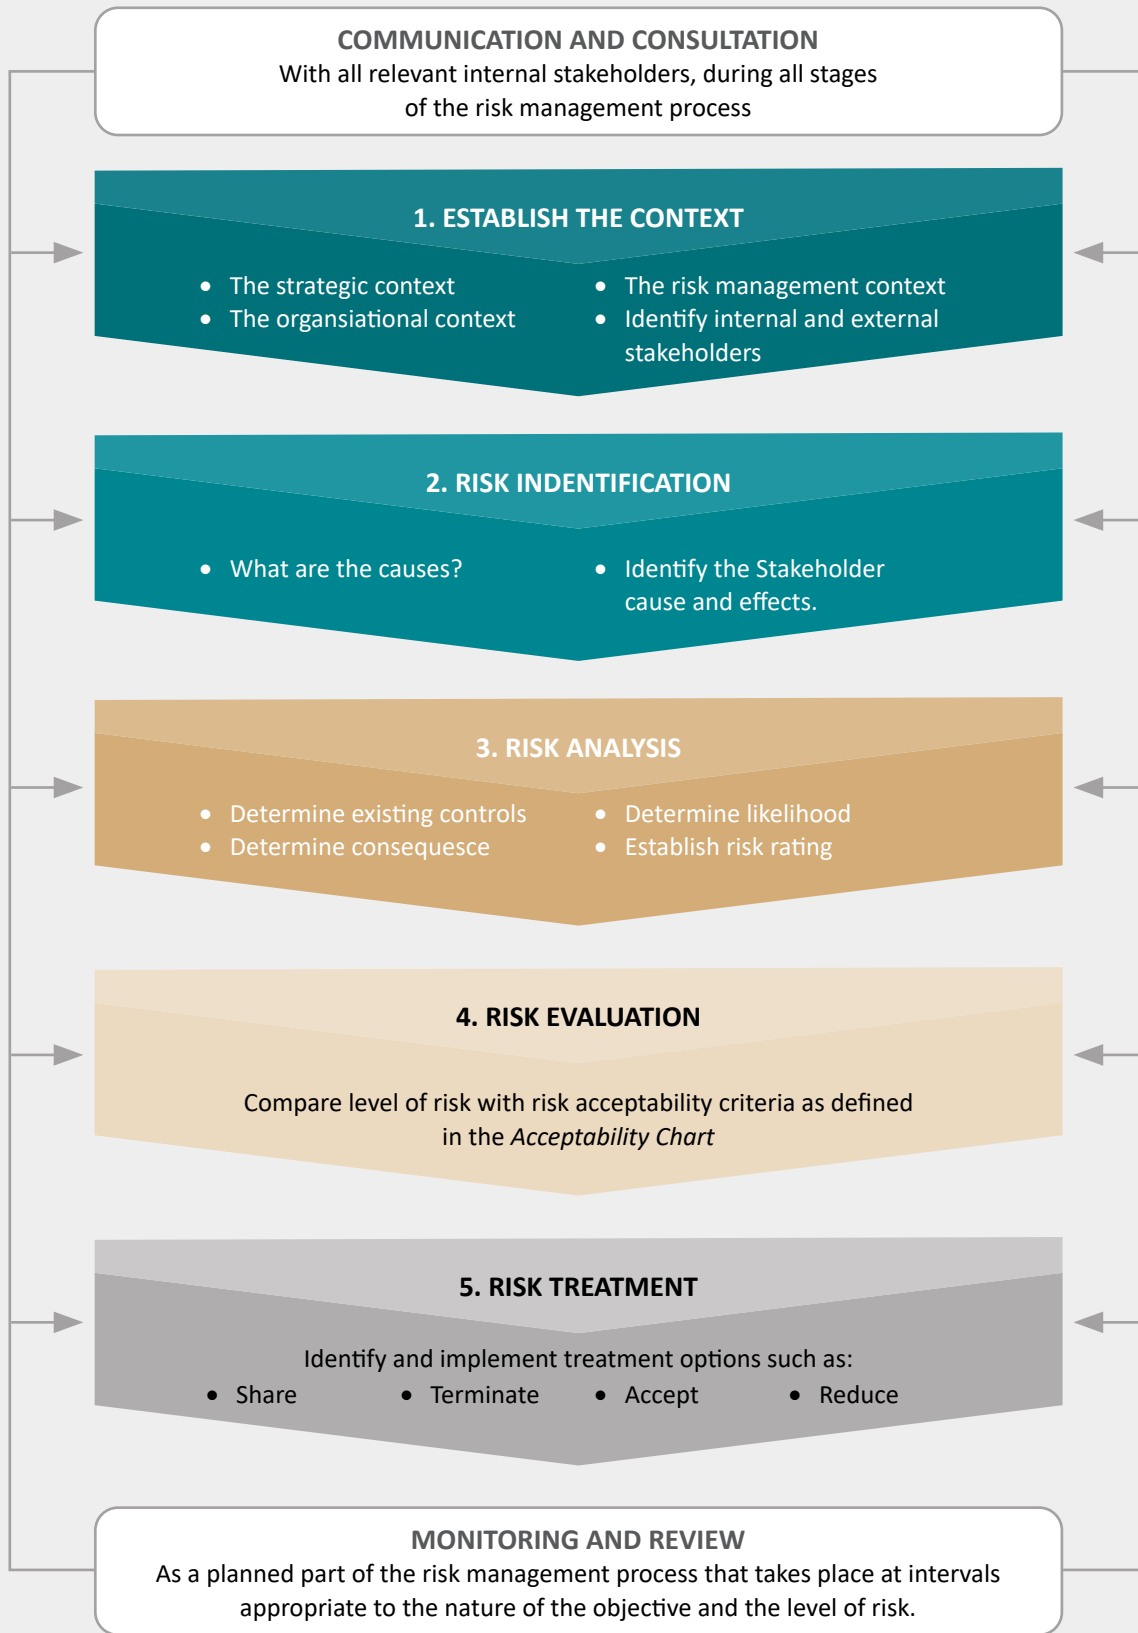 COMMUNICATION AND CONSULTATION
With all relevant internal stakeholders, during all stages
of the risk management process
1. ESTABLISH THE CONTEXT
• The strategic context
• The organsiational context
• The risk management context
• Identify internal and external
stakeholders
2. RISK INDENTIFICATION
• What are the causes?
• Identify the Stakeholder
cause and effects.
3. RISK ANALYSIS
• Determine existing controls
• Determine consequesce
• Determine likelihood
• Establish risk rating
4. RISK EVALUATION
Compare level of risk with risk acceptability criteria as defined
in the Acceptability Chart
5. RISK TREATMENT
Identify and implement treatment options such as:
• Share • Terminate • Accept • Reduce
MONITORING AND REVIEW
As a planned part of the risk management process that takes place at intervals
appropriate to the nature of the objective and the level of risk.